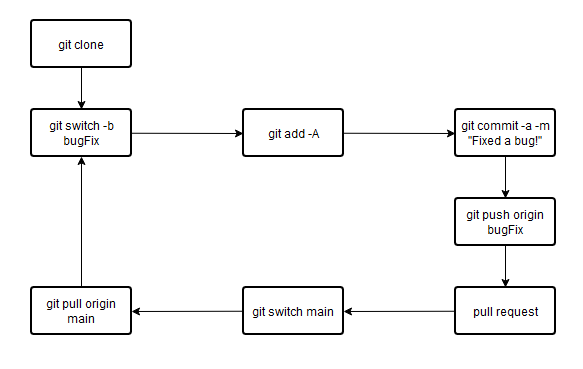 git clone
git switch -b
bugFix
git add -A
git commit -a -m
"Fixed a bug!"
git push origin
bugFix
pull request
git switch main
git pull origin
main